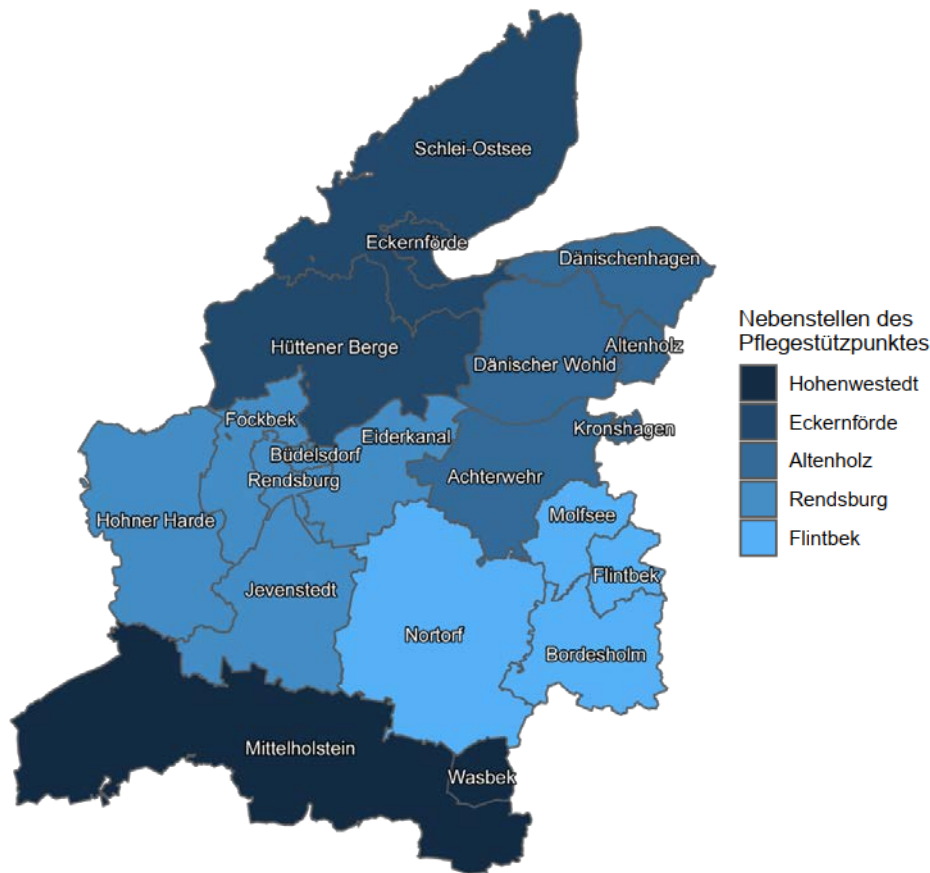 Schlei-Ostsee
Eckernförde
Dänischenhagen
Hüttener Berge
Dänischer Wohld
Altenholz
Fockbek
Büdelsdorf
Eiderkanal
Kronshagen
Rendsburg
Achterwehr
Hohner Harde
Molfsee
Jevenstedt
Flintbek
Nortorf
Bordesholm
Mittelholstein
Wasbek
Nebenstellen des
Pflegestützpunktes
Hohenwestedt
Eckernförde
Altenholz
Rendsburg
Flintbek